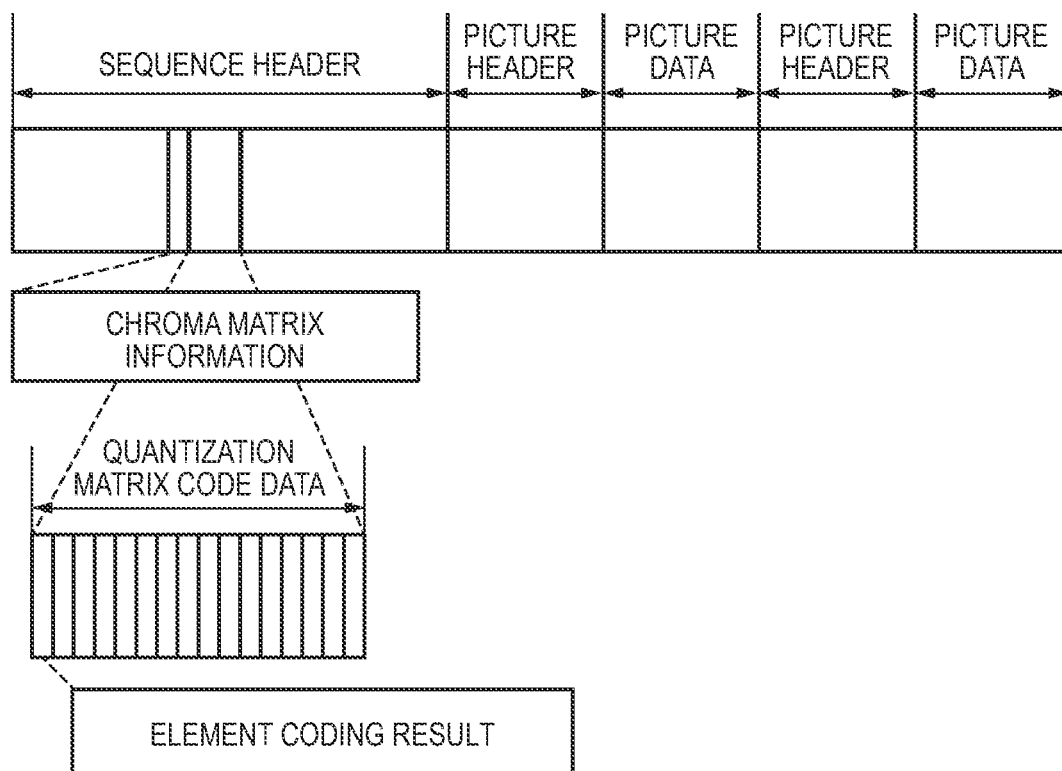 SEQUENCE HEADER
PICTURE
HEADER
PICTURE
DATA
PICTURE
HEADER
PICTURE
DATA
CHROMA MATRIX
INFORMATION
QUANTIZATION
MATRIX CODE DATA
ELEMENT CODING RESULT